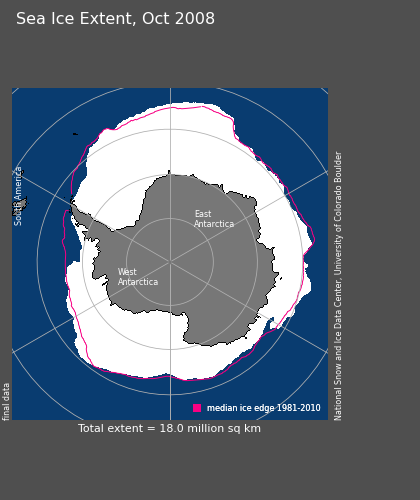 Sea Ice Extent, Oct 2008
South America
East
Antarctica
West
Antarctica
National Snow and Ice Data Center, University of Colorado Boulder
final data
median ice edge 1981-2010
Total extent = 18.0 million sq km